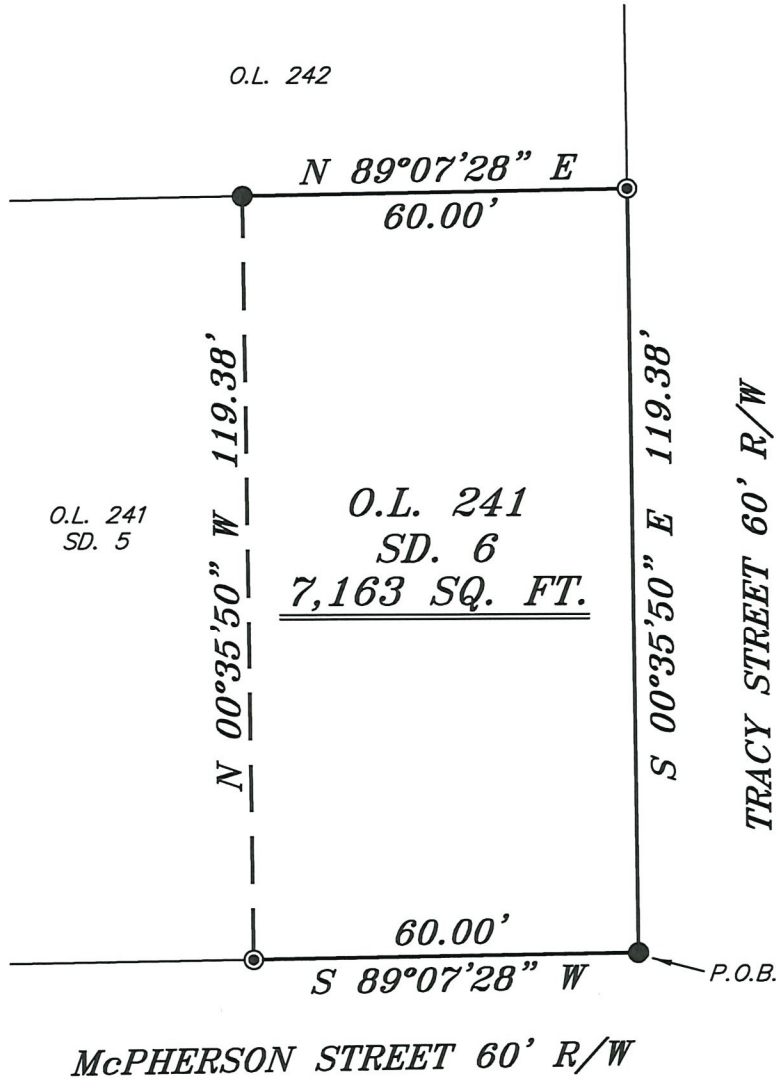 O.L. 242
N 89°07'28" E
60.00'
N 00°35'50" W 119.38'
S 00°35'50" E 119.38'
TRACY STREET 60' R/W
O.L. 241
SD. 5
O.L. 241
SD. 6
7,163 SQ. FT.
60.00'
S 89°07'28" W
P.O.B.
McPHERSON STREET 60' R/W